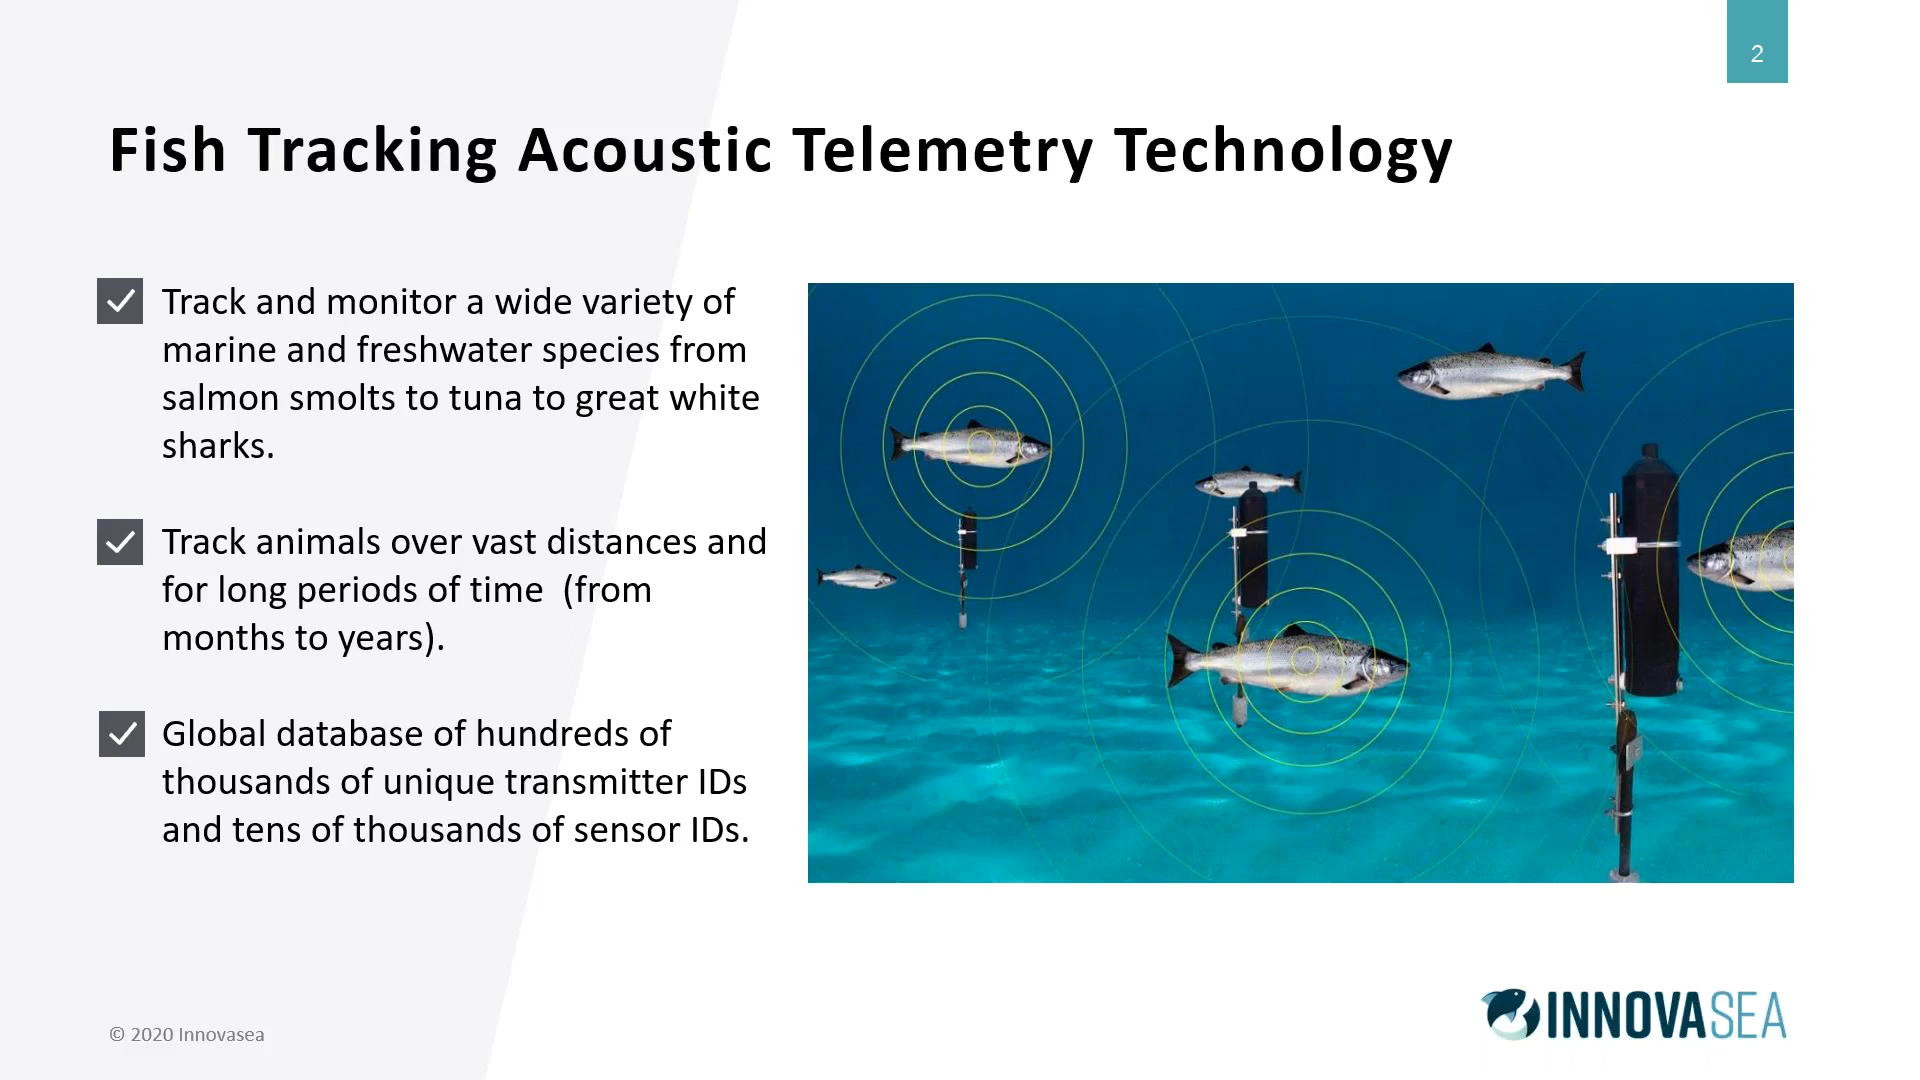 2
Fish Tracking Acoustic Telemetry Technology
Track and monitor a wide variety of
marine and freshwater species from
salmon smolts to tuna to great white
sharks.
Track animals over vast distances and
for long periods of time  (from
months to years).
Global database of hundreds of
thousands of unique transmitter IDs
and tens of thousands of sensor IDs.
© 2020 Innovasea
INNOVASEA